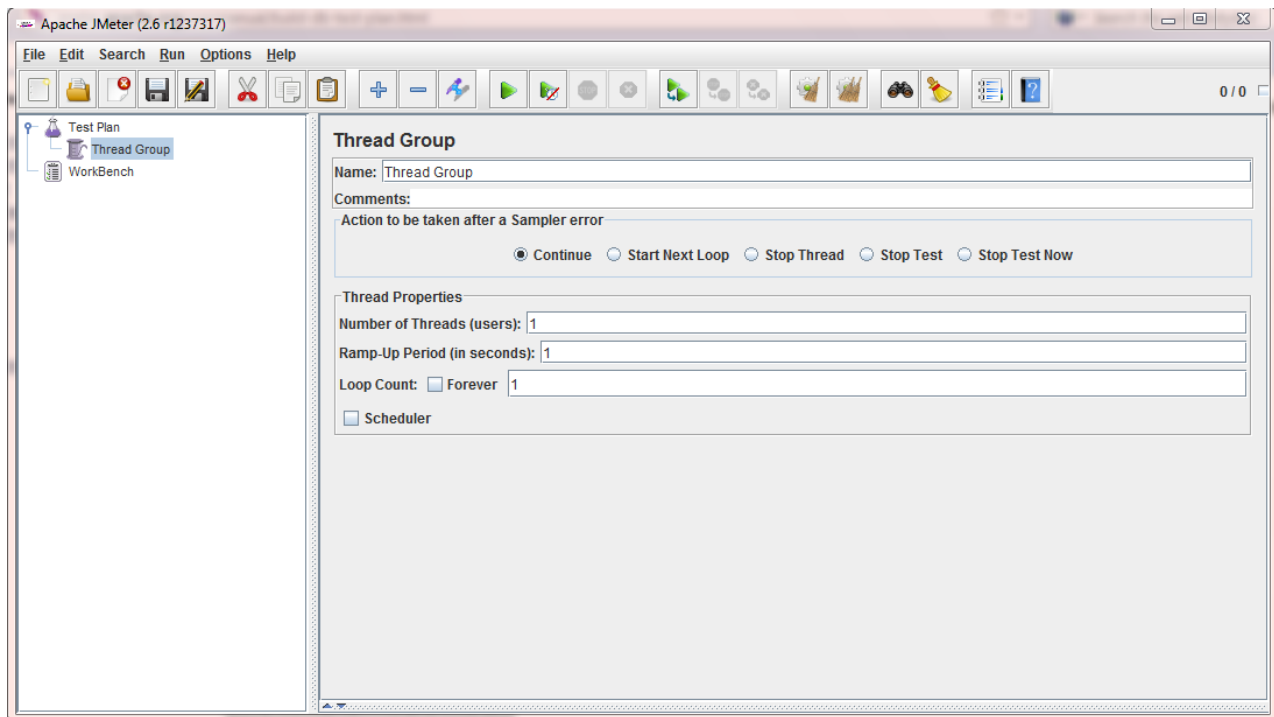 Apache JMeter (2.6 r1237317)
File Edit Search Run Options Help
0 / 0
Test Plan
Thread Group
WorkBench
Thread Group
Name: Thread Group
Comments:
Action to be taken after a Sampler error
Continue Start Next Loop Stop Thread Stop Test Stop Test Now
Thread Properties
Number of Threads (users): 1
Ramp-Up Period (in seconds): 1
Loop Count: Forever 1
Scheduler